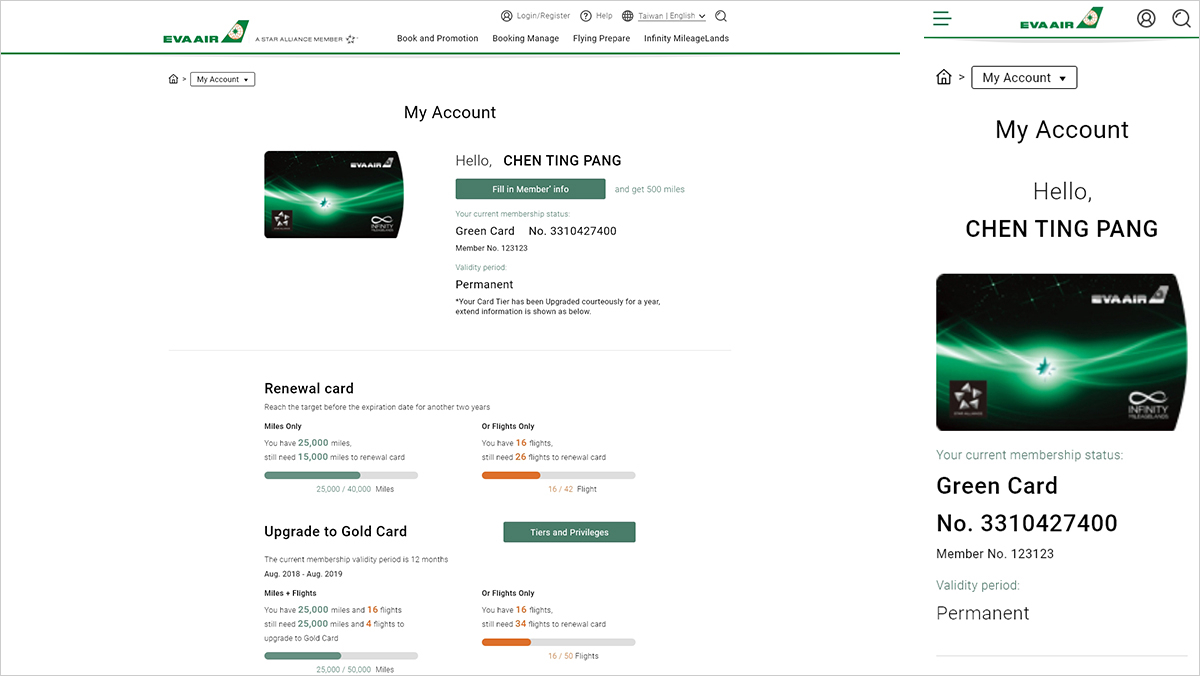 Login/Register Help Taiwan | English
EVA AIR A STAR ALLIANCE MEMBER
Book and Promotion Booking Manage Flying Prepare Infinity MileageLands
> My Account
My Account
EVA AIR
STAR ALLIANCE
INFINITY
MILEAGELANDS
Hello, CHEN TING PANG
Fill in Member' info and get 500 miles
Your current membership status:
Green Card No. 3310427400
Member No. 123123
Validity period:
Permanent
*Your Card Tier has been Upgraded courteously for a year,
extend information is shown as below.
Renewal card
Reach the target before the expiration date for another two years
Miles Only
You have 25,000 miles,
still need 15,000 miles to renewal card
25,000 / 40,000 Miles
Or Flights Only
You have 16 flights,
still need 26 flights to renewal card
16 / 42 Flight
Upgrade to Gold Card
Tiers and Privileges
The current membership validity period is 12 months
Aug. 2018 - Aug. 2019
Miles + Flights
You have 25,000 miles and 16 flights
still need 25,000 miles and 4 flights to
upgrade to Gold Card
25,000 / 50,000 Miles
Or Flights Only
You have 16 flights,
still need 34 flights to renewal card
16 / 50 Flights
EVA AIR
> My Account
My Account
Hello,
CHEN TING PANG
EVA AIR
STAR ALLIANCE
INFINITY
MILEAGELANDS
Your current membership status:
Green Card
No. 3310427400
Member No. 123123
Validity period:
Permanent